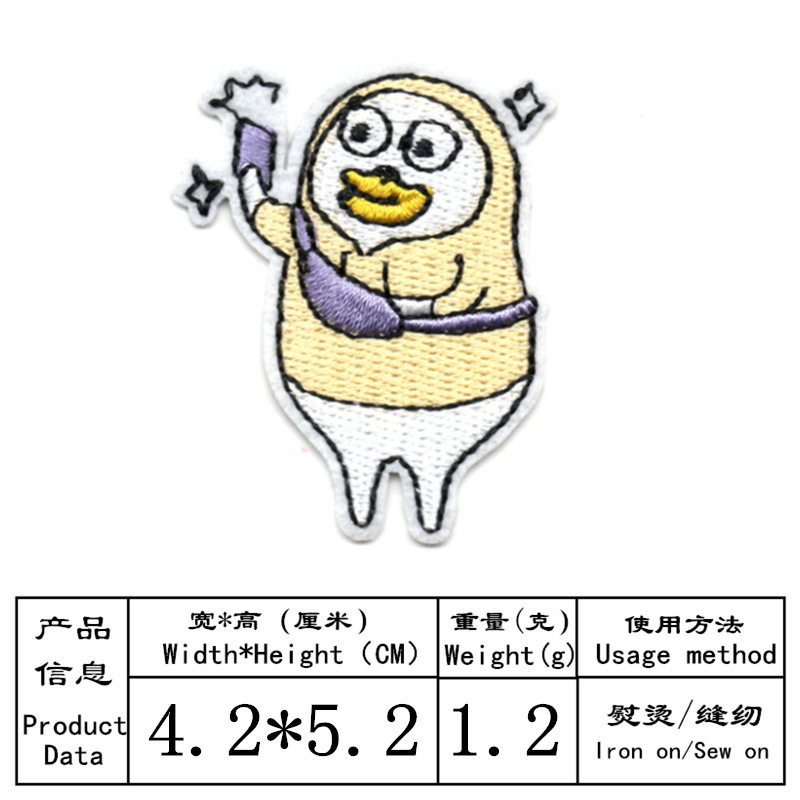 产品
信息
Product
Data
宽*高 (厘米)
Width*Height (CM)
4.2*5.2
重量(克)
Weight(g)
1.2
使用方法
Usage method
熨烫/缝纫
Iron on/Sew on